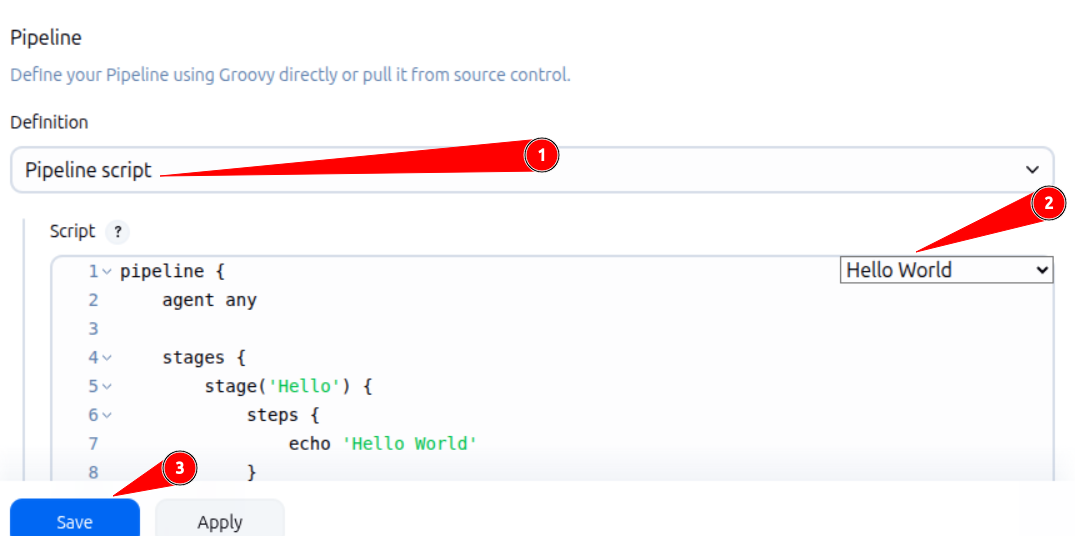 Pipeline
Define your Pipeline using Groovy directly or pull it from source control.
Definition
Pipeline script
1
2
Script ?
Hello World
1 pipeline {
2     agent any
3
4     stages {
5         stage('Hello') {
6             steps {
7                 echo 'Hello World'
8             }
3
Save Apply